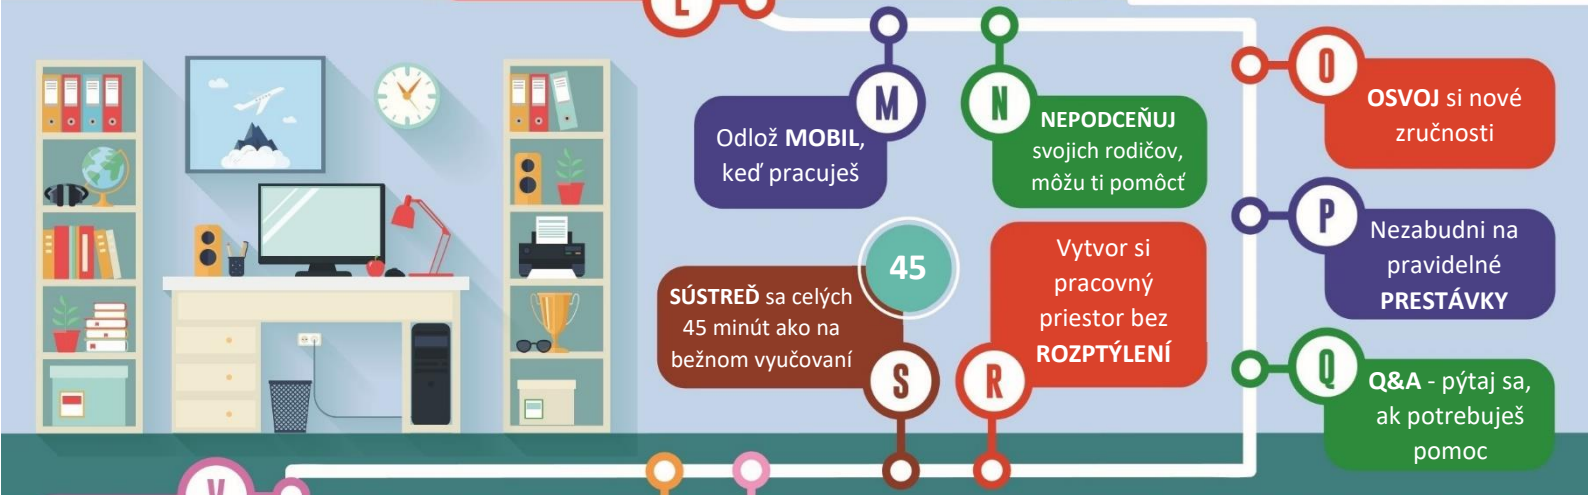 L
M
Odlož MOBIL,
keď pracuješ
N
NEPODCEŇUJ
svojich rodičov,
môžu ti pomôcť
O
OSVOJ si nové
zručnosti
P
Nezabudni na
pravidelné
PRESTÁVKY
Q
Q&A - pýtaj sa,
ak potrebuješ
pomoc
R
Vytvor si
pracovný
priestor bez
ROZPTÝLENÍ
S
45
SÚSTREĎ sa celých
45 minút ako na
bežnom vyučovaní
V